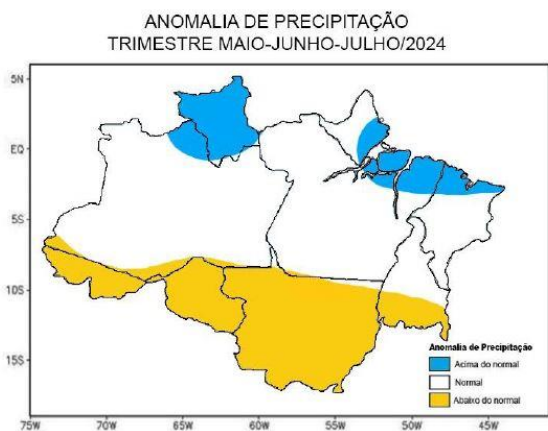 ANOMALIA DE PRECIPITAÇÃO
TRIMESTRE MAIO-JUNHO-JULHO/2024
5N
EQ
5S
10S
15S
75W 70W 65W 60W 55W 50W 45W
Anomalia de Precipitação
Acima do normal
Normal
Abaixo do normal